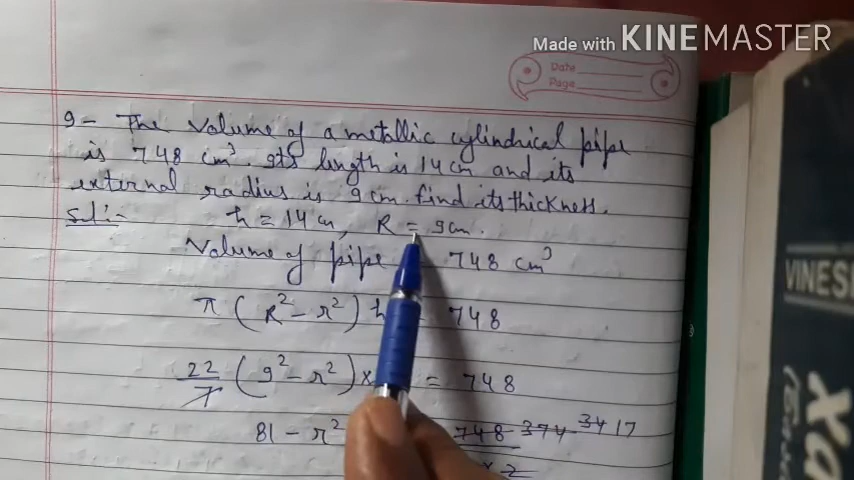 Made with KINEMASTER
Date
Page
9- The Volume of a metallic cylindrical pipe
is 748 cm³. Its length is 14 cm and its
external radius is 9 cm. find its thickness.
Sol:- h = 14 cm, R = 9 cm.
Volume of pipe 748 cm³
π (R² - r²) h = 748
22/7 (9² - r²) × = 748
81 - r² 748 374 34 17
× 2
VINESH